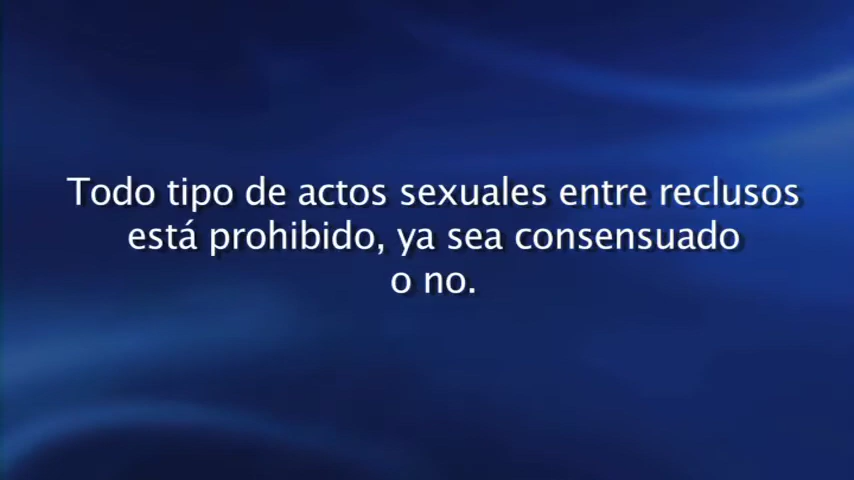 Todo tipo de actos sexuales entre reclusos
está prohibido, ya sea consensuado
o no.